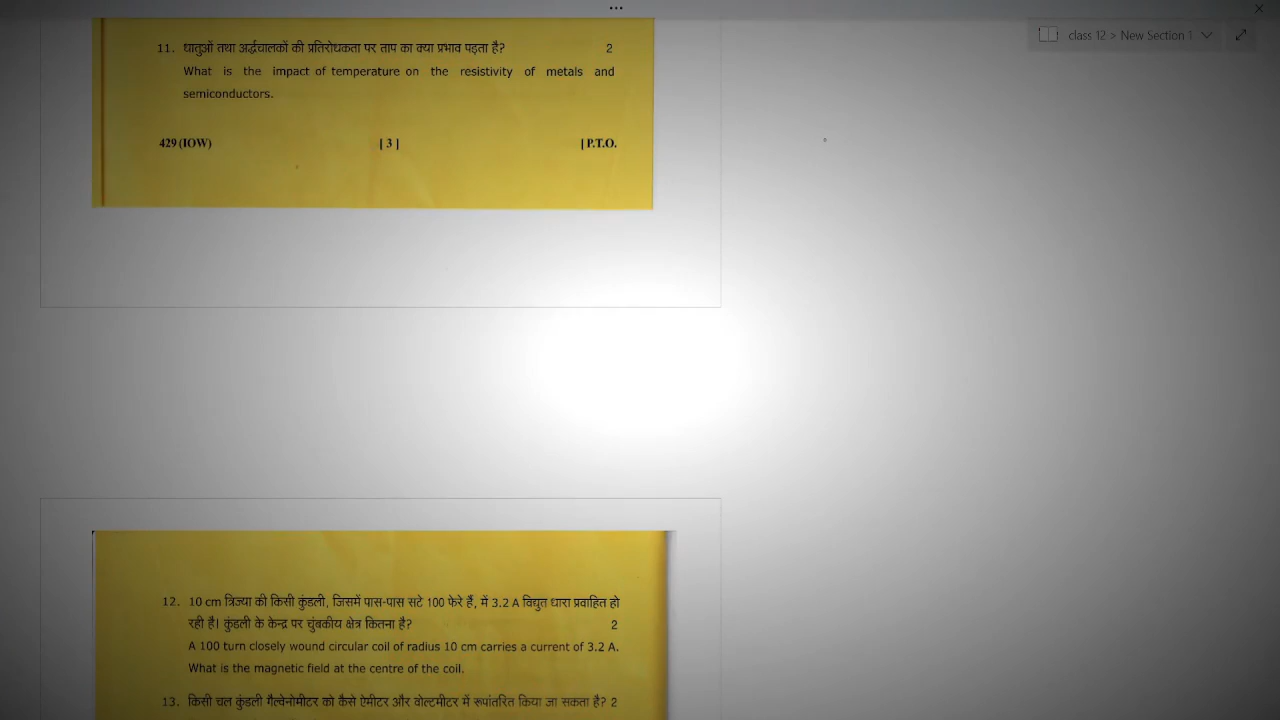 ...
class 12 > New Section 1
11. धातुओं तथा अर्द्धचालकों की प्रतिरोधकता पर ताप का क्या प्रभाव पड़ता है? 2
What is the impact of temperature on the resistivity of metals and
semiconductors.
429 (IOW) [ 3 ] [ P.T.O.
12. 10 cm त्रिज्या की किसी कुंडली, जिसमें पास-पास सटे 100 फेरे हैं, में 3.2 A विद्युत धारा प्रवाहित हो
रही है। कुंडली के केन्द्र पर चुंबकीय क्षेत्र कितना है? 2
A 100 turn closely wound circular coil of radius 10 cm carries a current of 3.2 A.
What is the magnetic field at the centre of the coil.
13. किसी चल कुंडली गैल्वेनोमीटर को कैसे ऐमीटर और वोल्टमीटर में रूपांतरित किया जा सकता है? 2